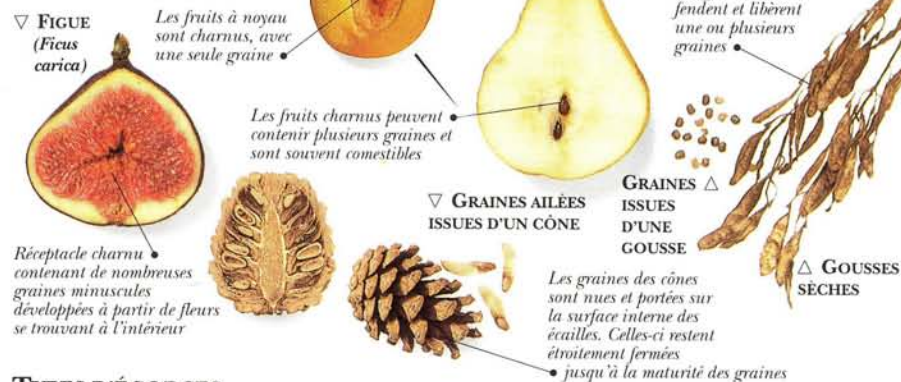 ▽ FIGUE
(Ficus
carica)
Les fruits à noyau
sont charnus, avec
une seule graine
fendent et libèrent
une ou plusieurs
graines
Les fruits charnus peuvent
contenir plusieurs graines et
sont souvent comestibles
▽ GRAINES AILÈES
ISSUES D'UN CÔNE
GRAINES △
ISSUES
D'UNE
GOUSSE
△ GOUSSES
SÈCHES
Réceptacle charnu
contenant de nombreuses
graines minuscules
développées à partir de fleurs
se trouvant à l'intérieur
Les graines des cônes
sont nues et portées sur
la surface interne des
écailles. Celles-ci restent
étroitement fermées
jusqu'à la maturité des graines